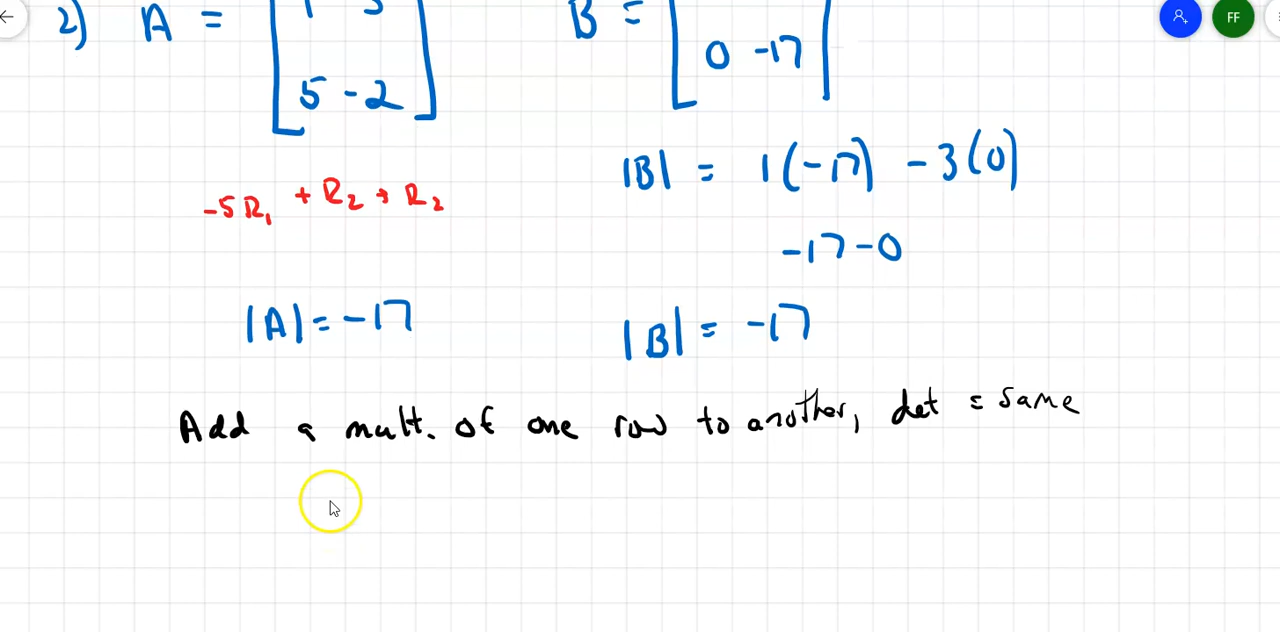 2) A = [1 3 B = [
0 -17
5 -2]
|B| = 1(-17) - 3(0)
-5R₁ + R₂ → R₂
-17-0
|A| = -17 |B| = -17
Add a mult. of one row to another, det = same
FF